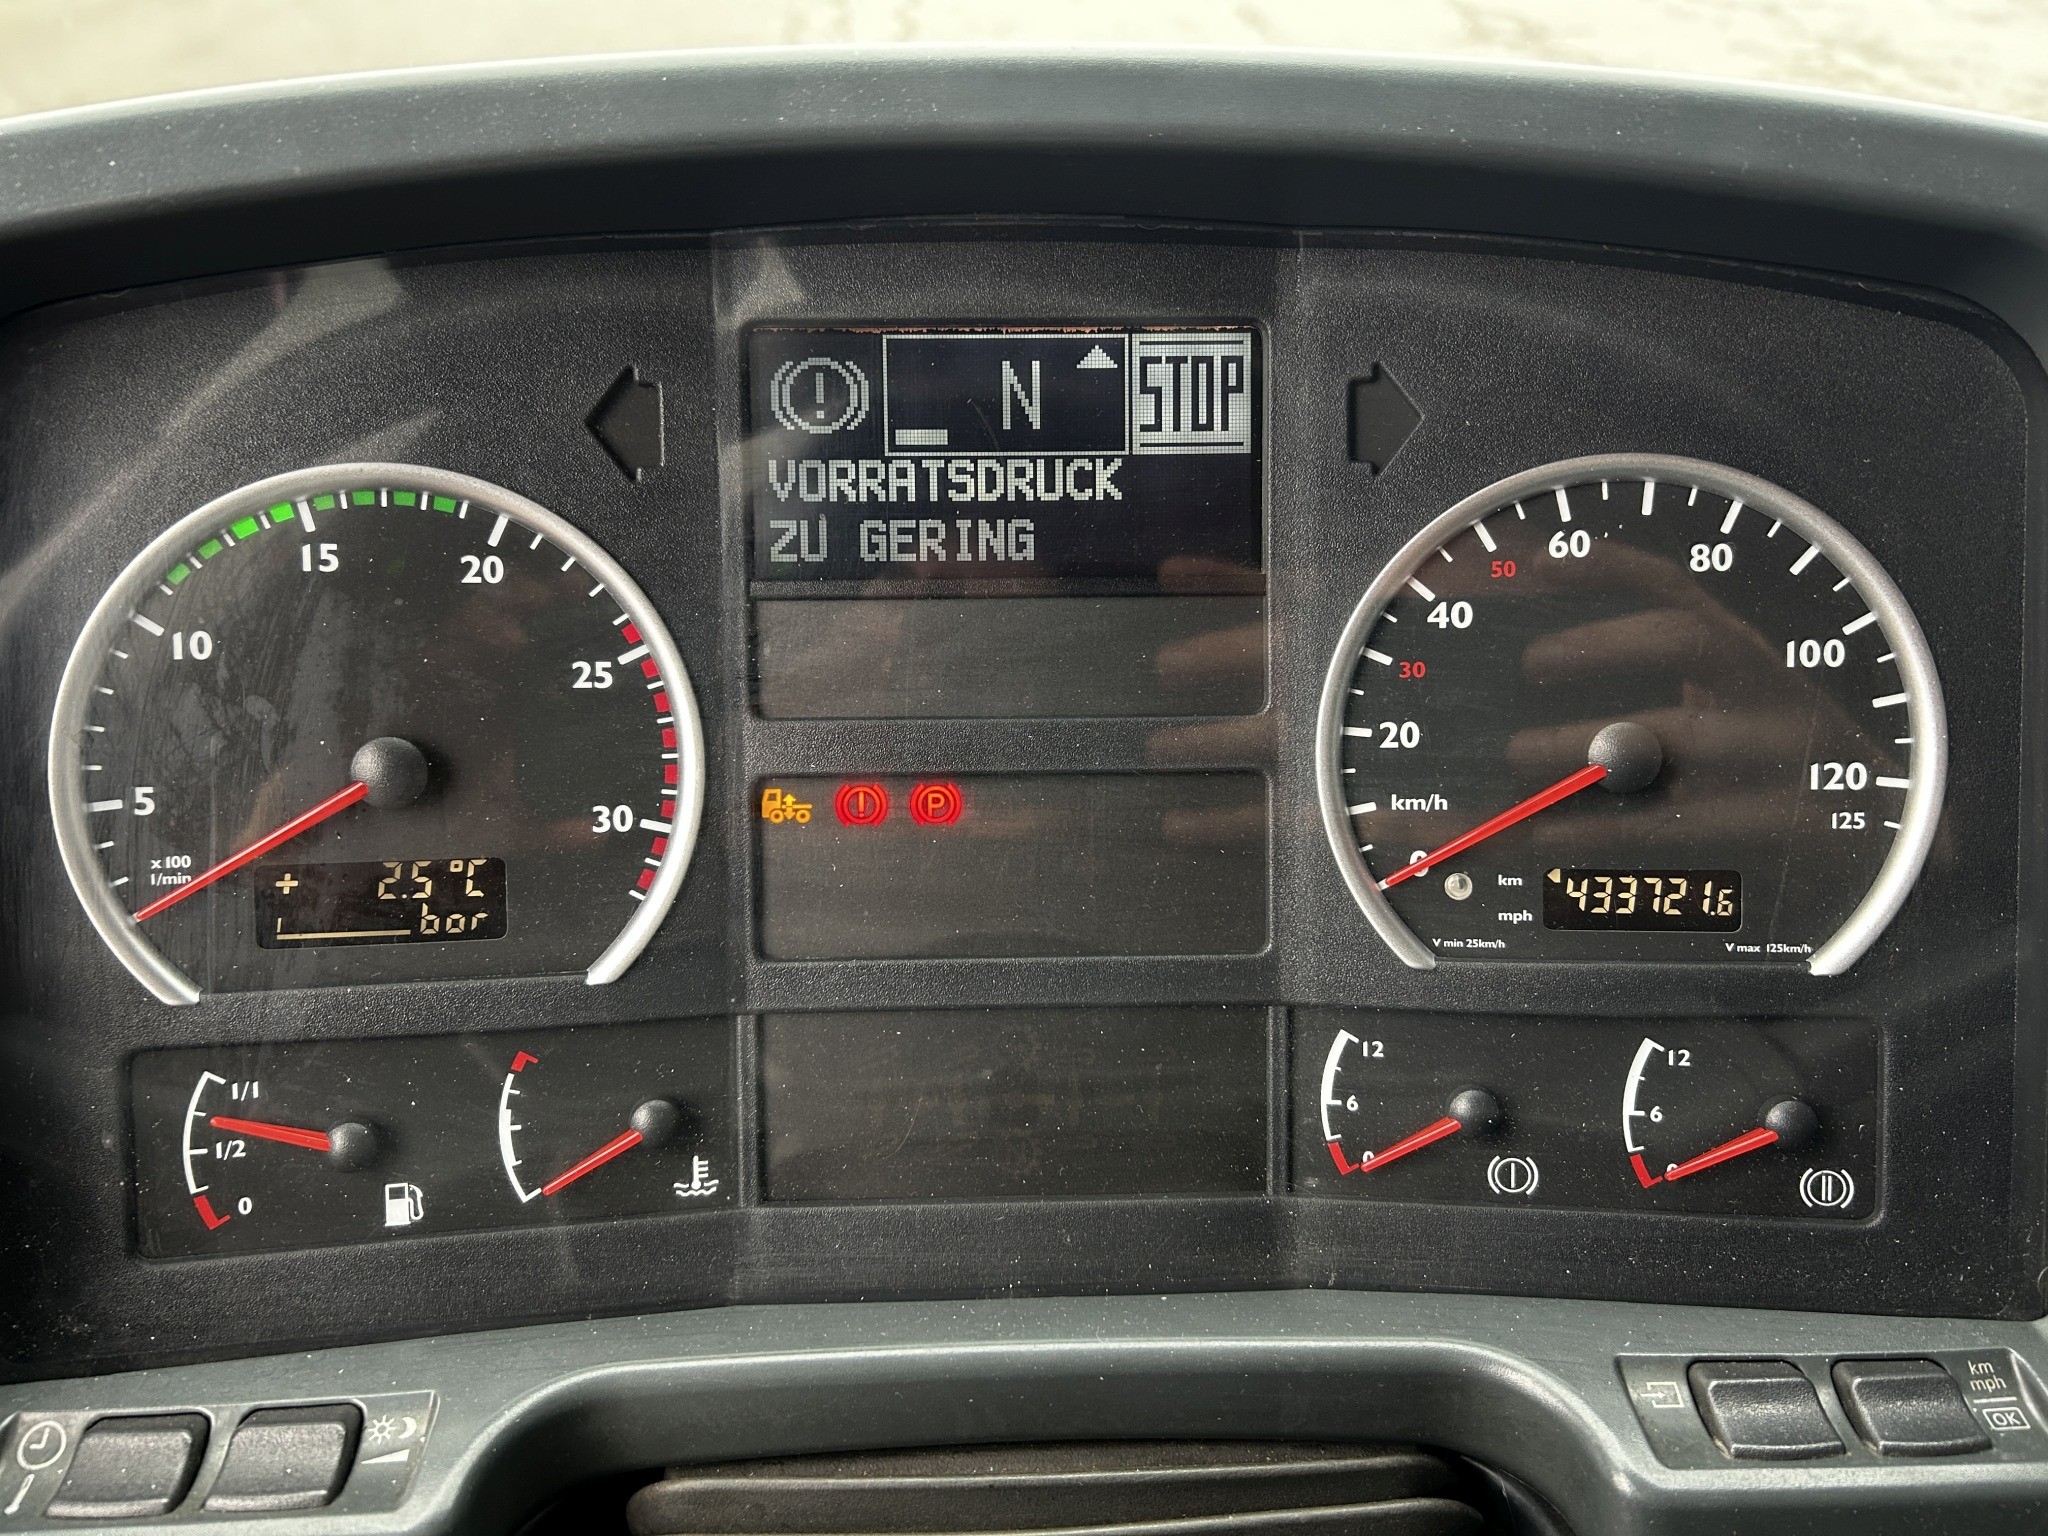 N
STOP
VORRATSDRUCK
ZU GERING
5
10
15
20
25
30
x 100
1/min
+ 2.5 °C
bar
P
0
20
30
40
50
60
80
100
120
125
km/h
km
mph
433721.6
V min 25km/h
V max 125km/h
1/1
1/2
0
12
6
0
12
6
0
km
mph
OK